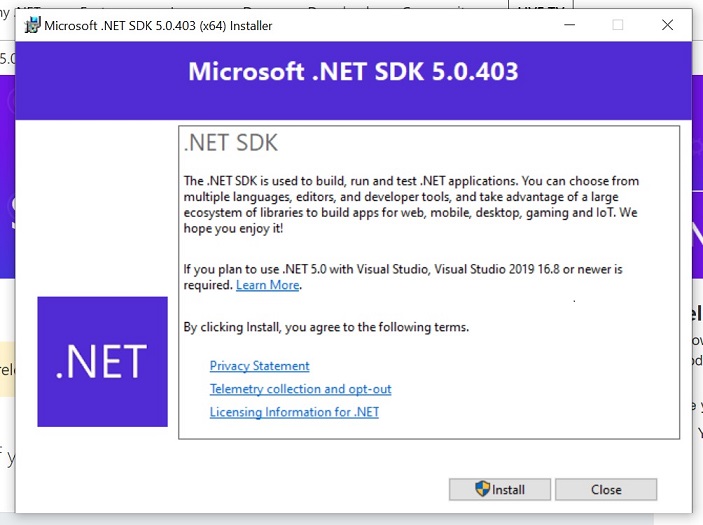 Microsoft .NET SDK 5.0.403 (x64) Installer
Microsoft .NET SDK 5.0.403
.NET SDK
The .NET SDK is used to build, run and test .NET applications. You can choose from
multiple languages, editors, and developer tools, and take advantage of a large
ecosystem of libraries to build apps for web, mobile, desktop, gaming and IoT. We
hope you enjoy it!
If you plan to use .NET 5.0 with Visual Studio, Visual Studio 2019 16.8 or newer is
required. Learn More.
By clicking Install, you agree to the following terms.
.NET
Privacy Statement
Telemetry collection and opt-out
Licensing Information for .NET
Install
Close